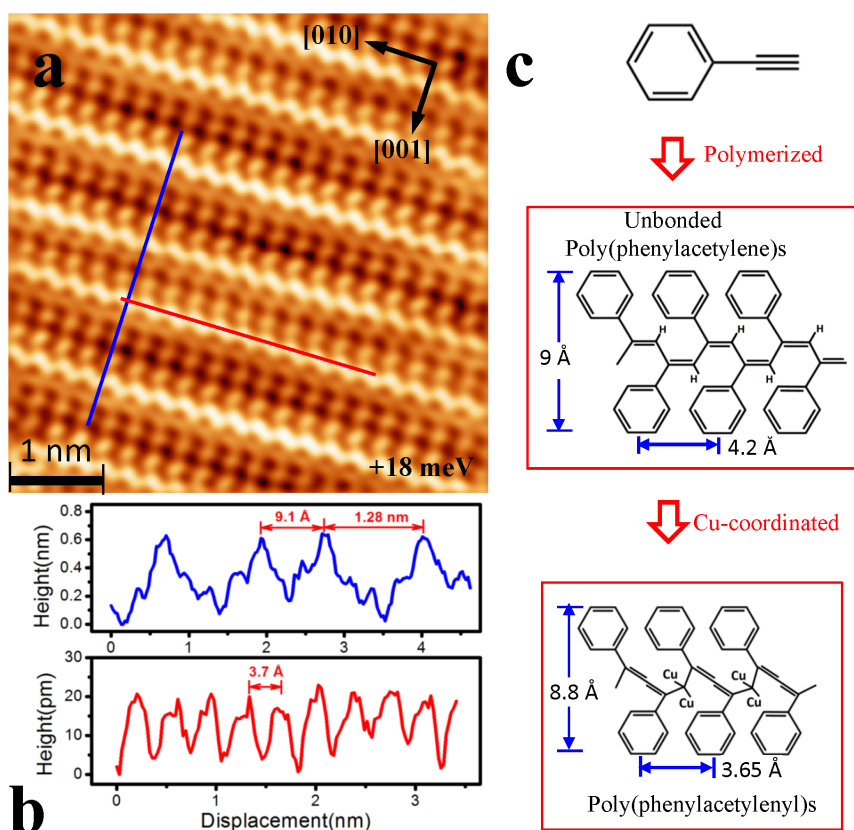 a
[010]
[001]
1 nm
+18 meV
b
Height(nm)
0.8
0.6
0.4
0.2
0.0
9.1 Å
1.28 nm
0
1
2
3
4
Height(pm)
30
20
10
0
3.7 Å
0
1
2
3
Displacement(nm)
c
Polymerized
Unbonded
Poly(phenylacetylene)s
9 Å
H
H
H
H
H
4.2 Å
Cu-coordinated
8.8 Å
Cu
Cu
Cu
Cu
3.65 Å
Poly(phenylacetylenyl)s